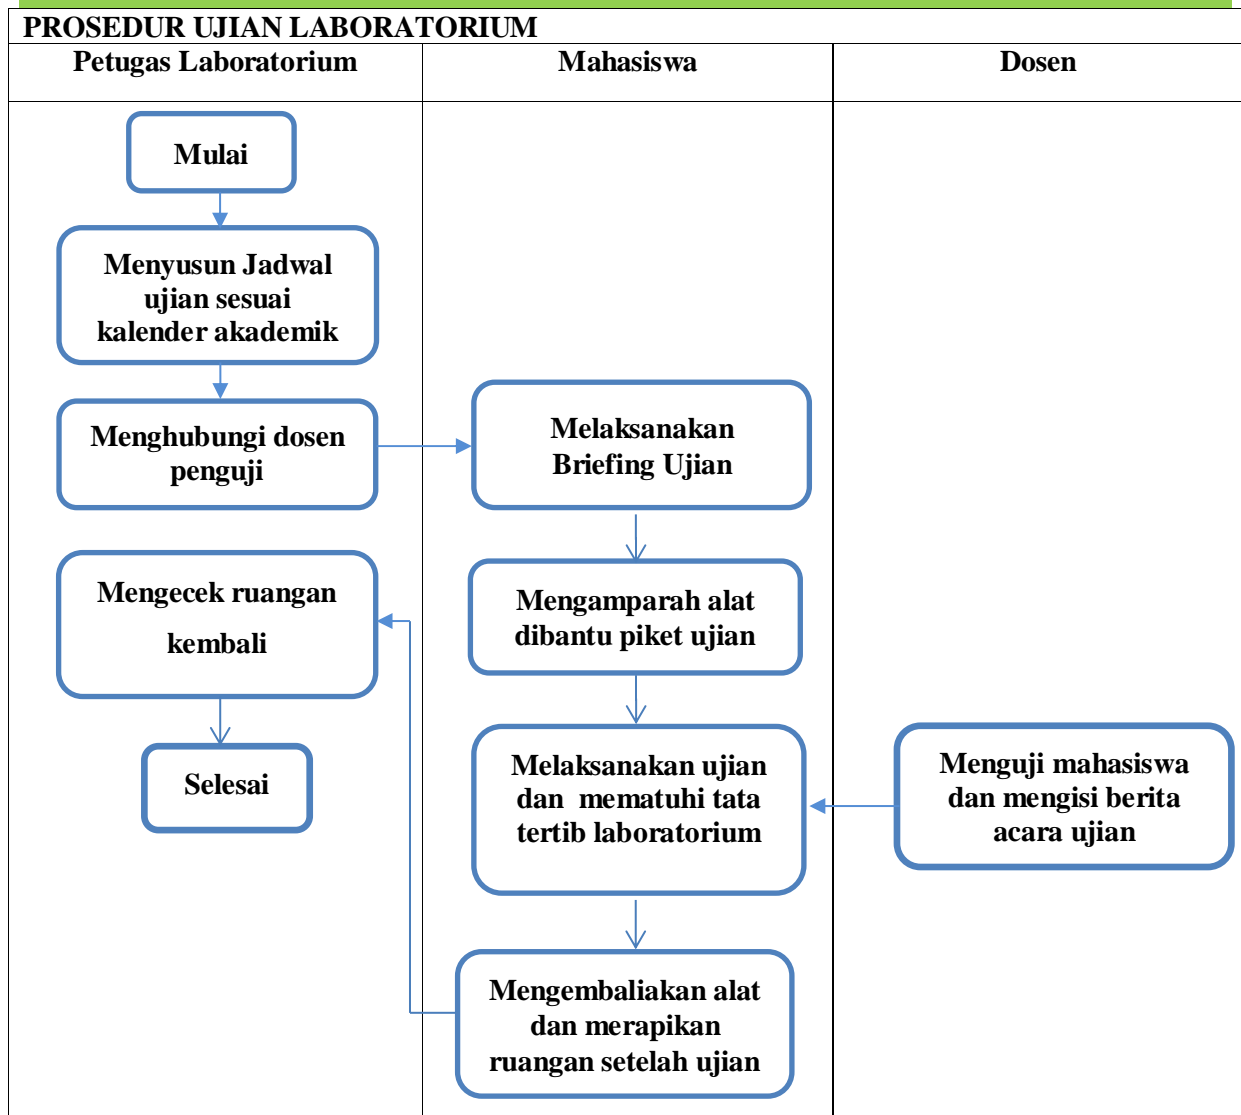 PROSEDUR UJIAN LABORATORIUM
Petugas Laboratorium
Mahasiswa
Dosen
Mulai
Menyusun Jadwal
ujian sesuai
kalender akademik
Menghubungi dosen
penguji
Melaksanakan
Briefing Ujian
Mengamparah alat
dibantu piket ujian
Melaksanakan ujian
dan mematuhi tata
tertib laboratorium
Menguji mahasiswa
dan mengisi berita
acara ujian
Mengembaliakan alat
dan merapikan
ruangan setelah ujian
Mengecek ruangan
kembali
Selesai